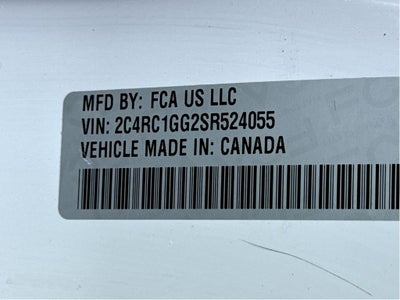 MFD BY: FCA US LLC
VIN: 2C4RC1GG2SR524055
VEHICLE MADE IN: CANADA